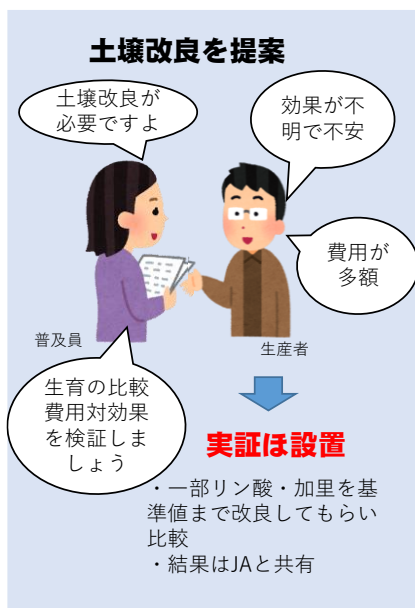 土壌改良を提案
土壌改良が
必要ですよ
効果が不
明で不安
費用が
多額
普及員
生産者
生育の比較
費用対効果
を検証しま
しょう
実証ほ設置
・一部リン酸・加里を基
準値まで改良してもらい
比較
・結果はJAと共有